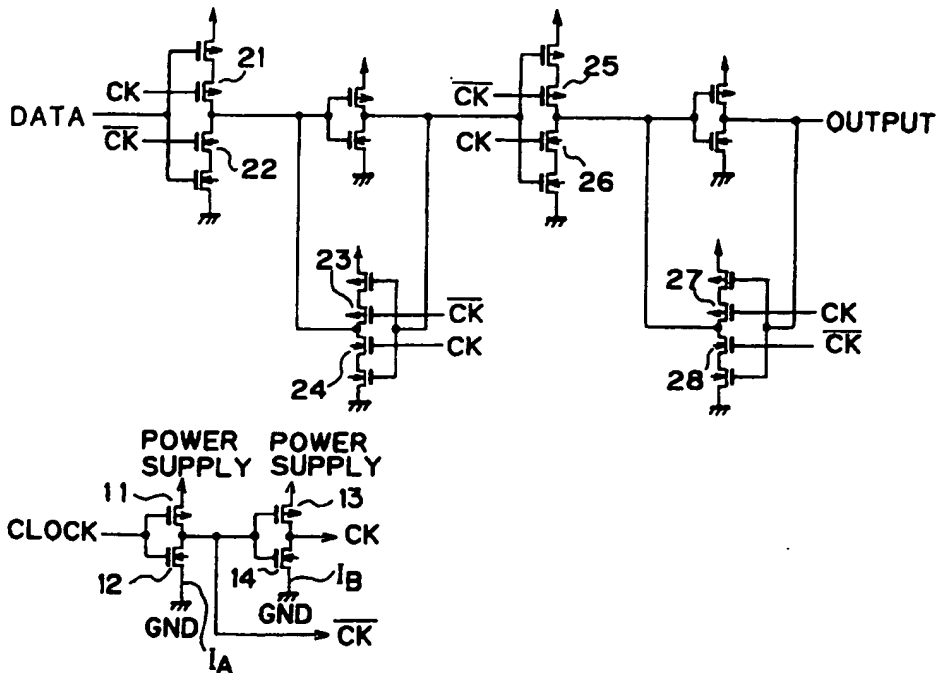 21
25
CK
CK̅
DATA
OUTPUT
CK̅
CK
22
26
23
27
CK̅
CK
CK
CK̅
24
28
POWER SUPPLY
POWER SUPPLY
11
13
CLOCK
CK
12
14
IB
GND
GND
CK̅
IA